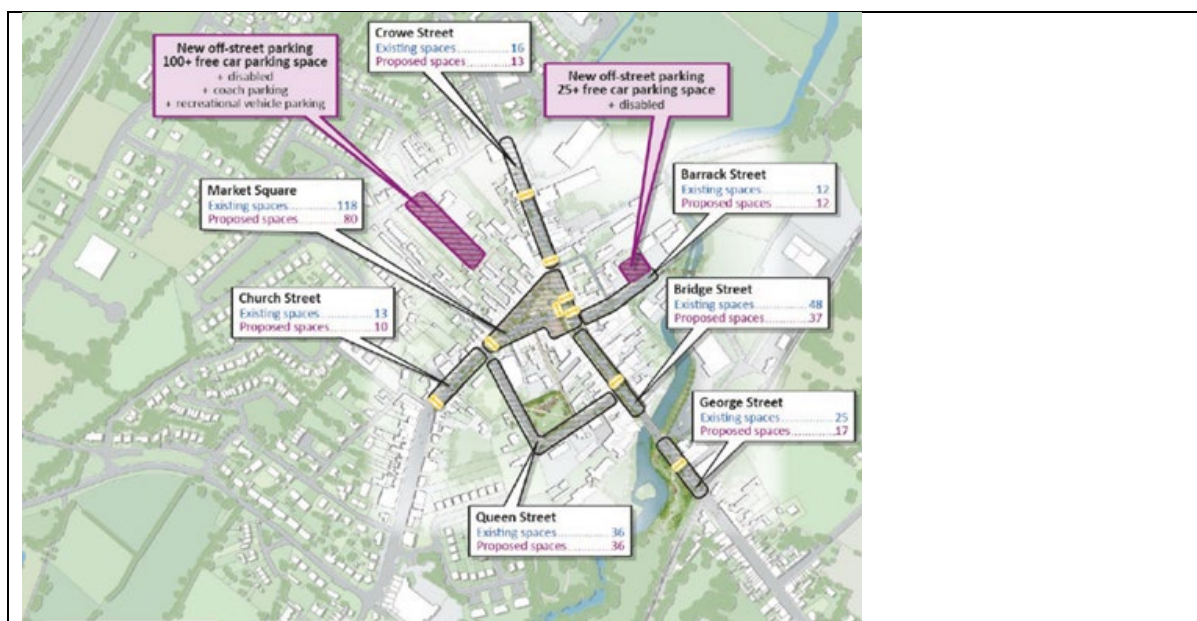 Crowe Street
Existing spaces 16
Proposed spaces 13
New off-street parking
100+ free car parking space
+ disabled
+ coach parking
+ recreational vehicle parking
New off-street parking
25+ free car parking space
+ disabled
Barrack Street
Existing spaces 12
Proposed spaces 12
Market Square
Existing spaces 118
Proposed spaces 80
Bridge Street
Existing spaces 48
Proposed spaces 37
Church Street
Existing spaces 13
Proposed spaces 10
George Street
Existing spaces 25
Proposed spaces 17
Queen Street
Existing spaces 36
Proposed spaces 36